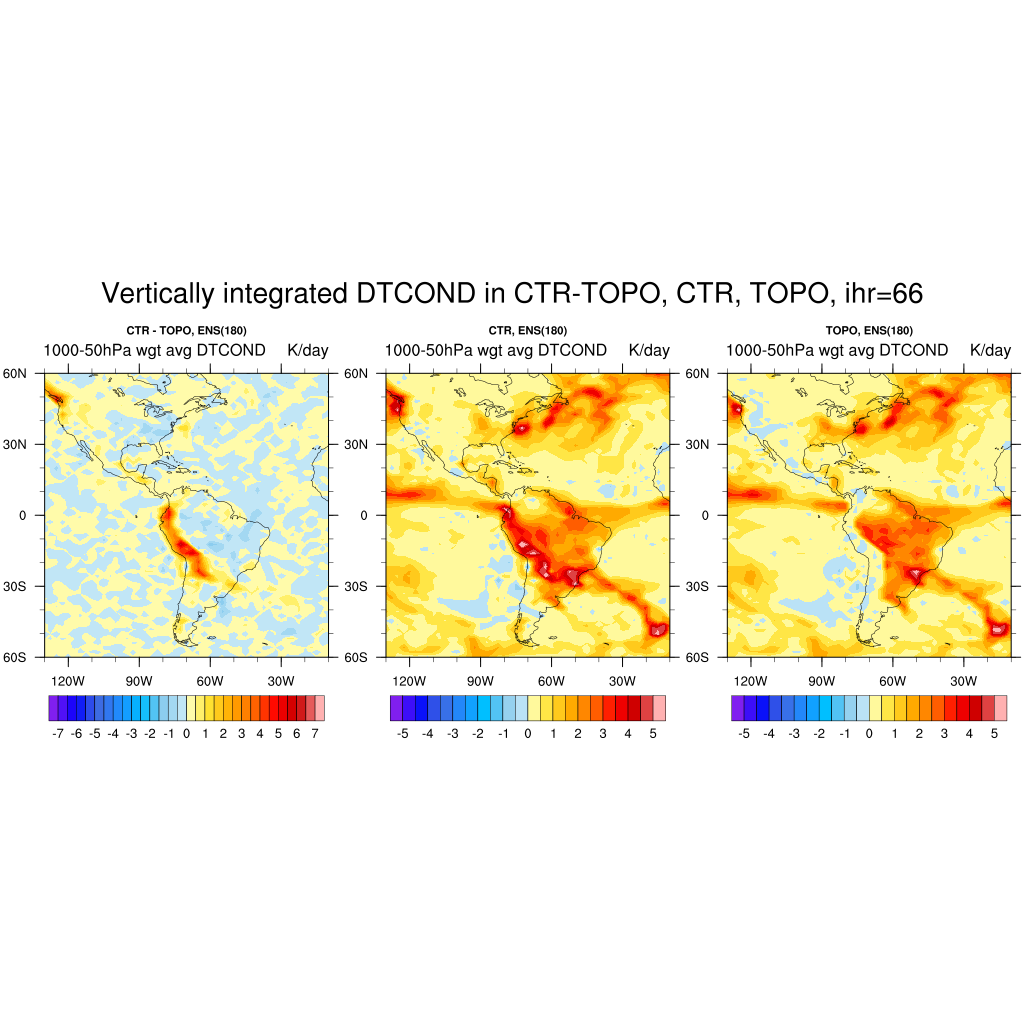 Vertically integrated DTCOND in CTR-TOPO, CTR, TOPO, ihr=66
CTR - TOPO, ENS(180)
1000-50hPa wgt avg DTCOND K/day
60N
30N
0
30S
60S
120W 90W 60W 30W
-7 -6 -5 -4 -3 -2 -1 0 1 2 3 4 5 6 7
CTR, ENS(180)
1000-50hPa wgt avg DTCOND K/day
60N
30N
0
30S
60S
120W 90W 60W 30W
-5 -4 -3 -2 -1 0 1 2 3 4 5
TOPO, ENS(180)
1000-50hPa wgt avg DTCOND K/day
60N
30N
0
30S
60S
120W 90W 60W 30W
-5 -4 -3 -2 -1 0 1 2 3 4 5